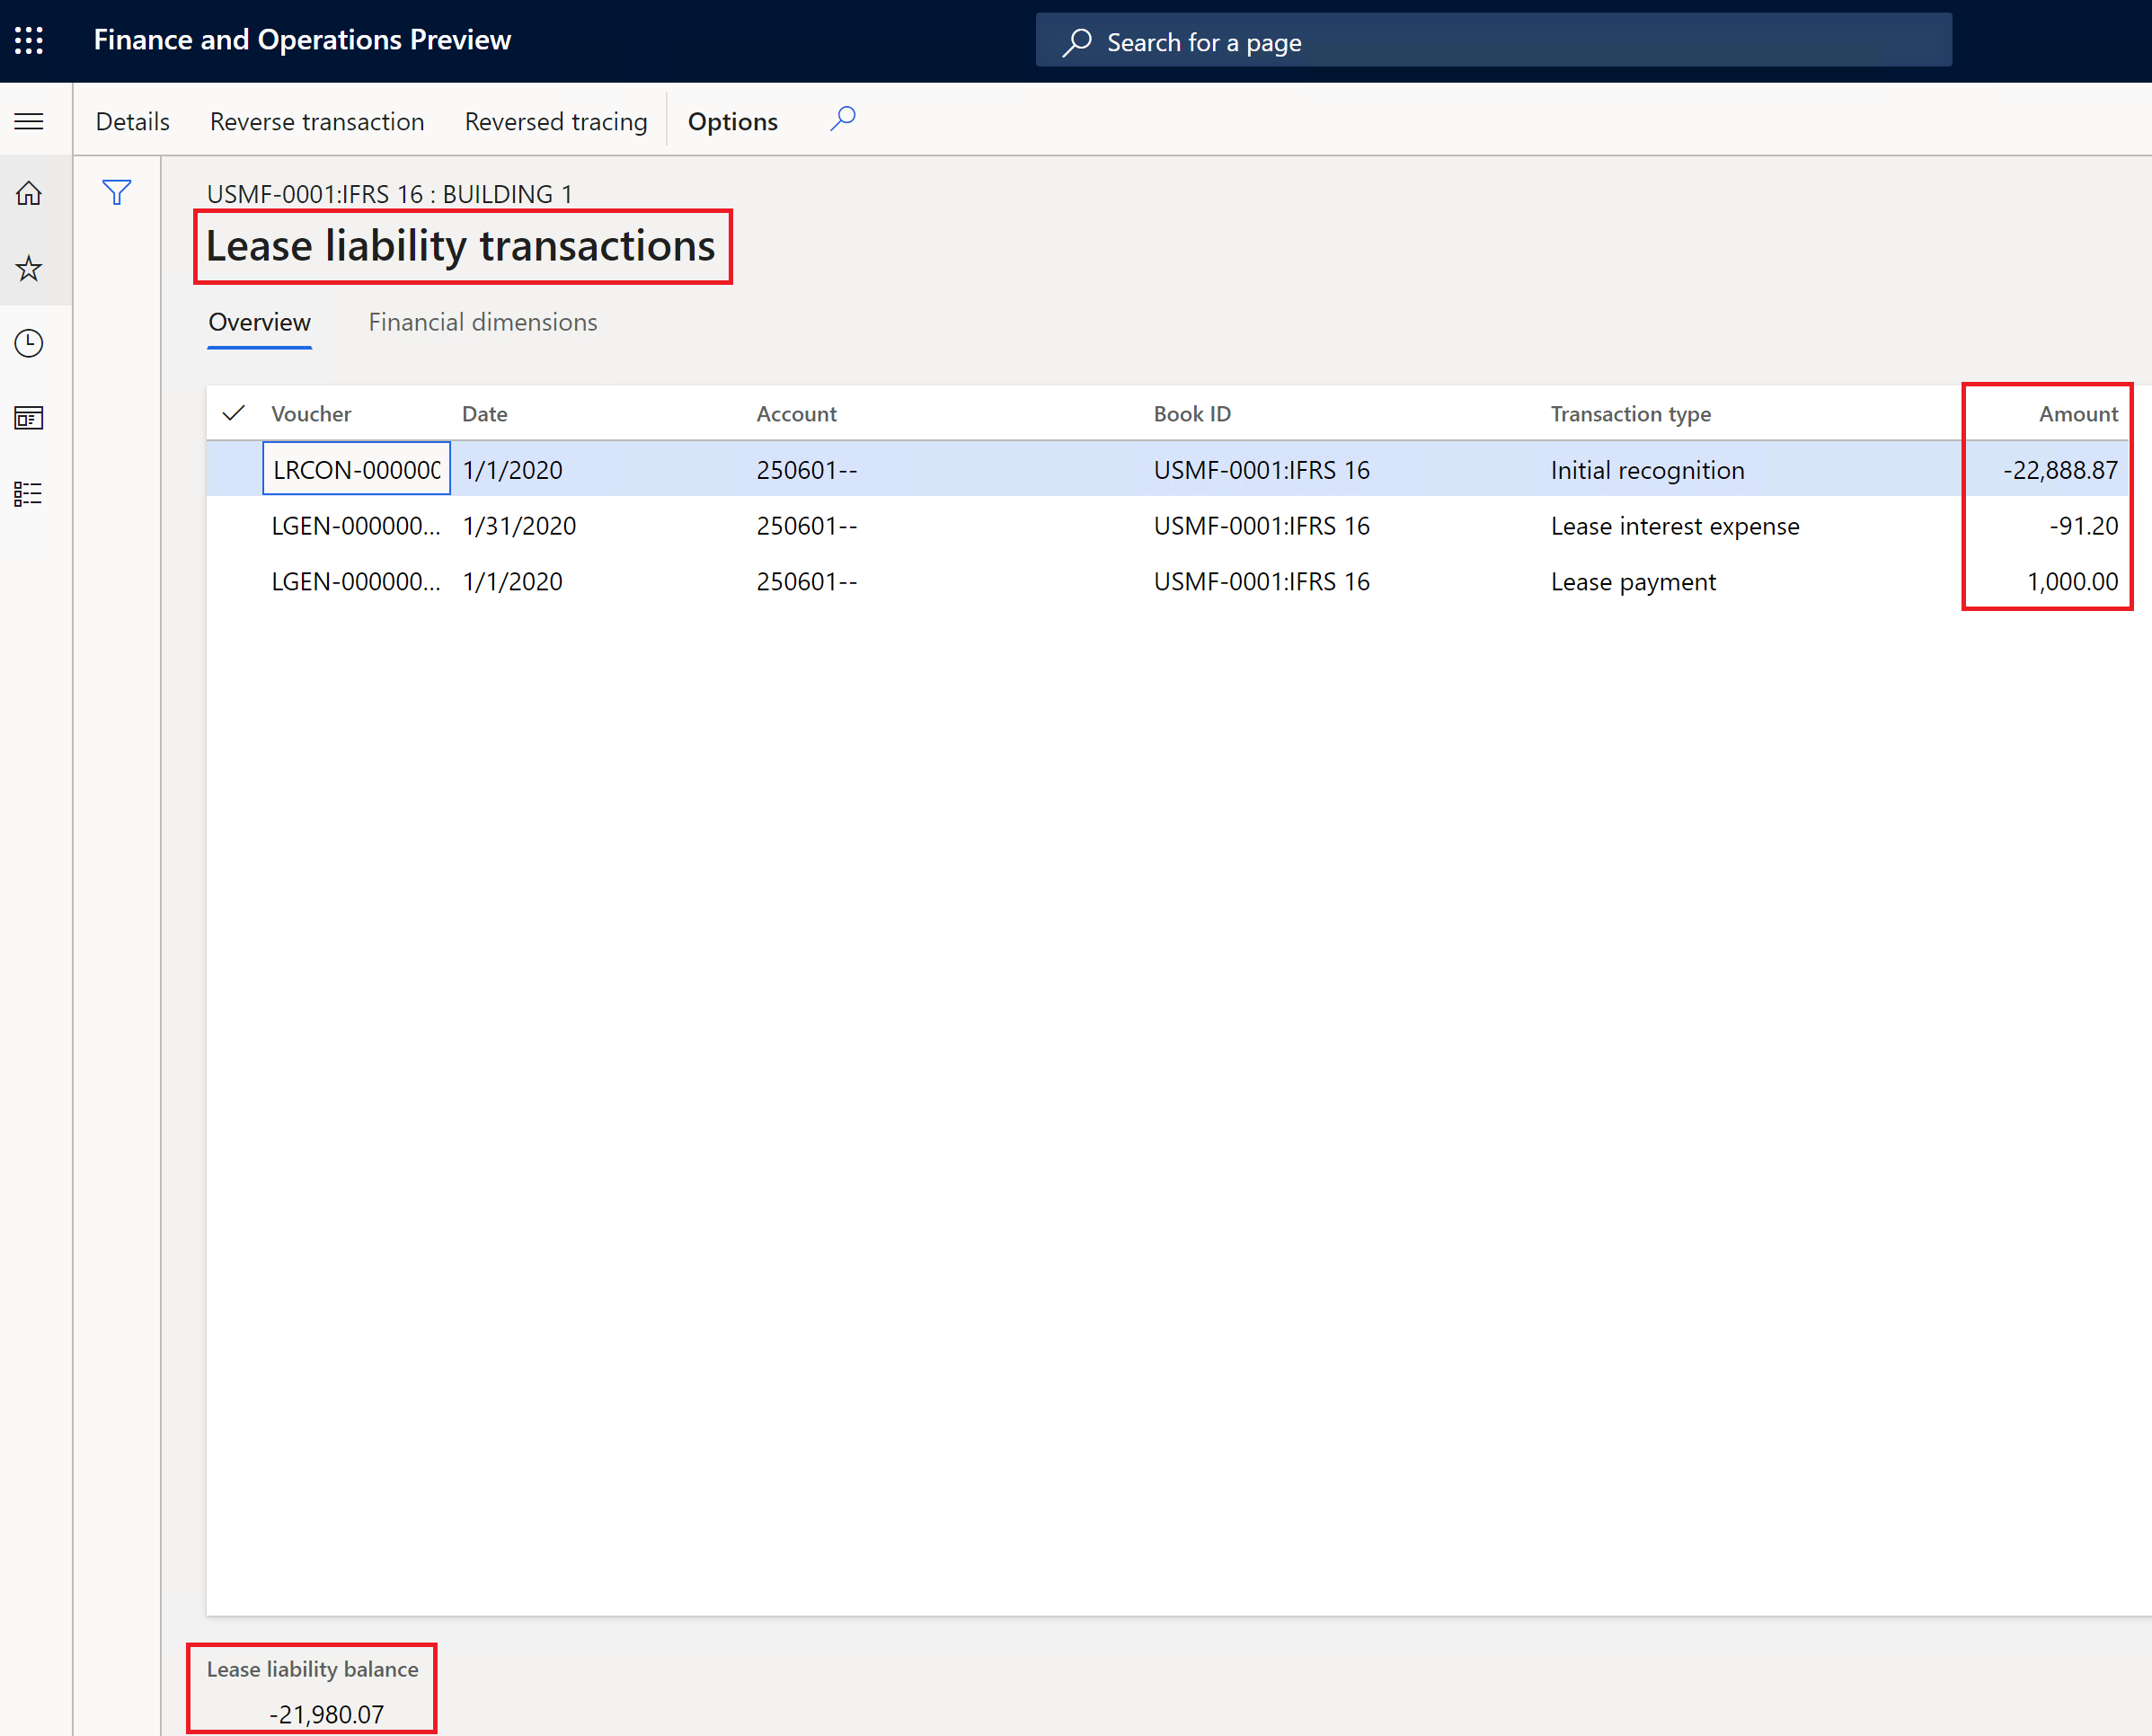 Finance and Operations Preview
Search for a page
Details Reverse transaction Reversed tracing Options
USMF-0001:IFRS 16 : BUILDING 1
Lease liability transactions
Overview Financial dimensions
Voucher Date Account Book ID Transaction type Amount
LRCON-000000 1/1/2020 250601-- USMF-0001:IFRS 16 Initial recognition -22,888.87
LGEN-000000... 1/31/2020 250601-- USMF-0001:IFRS 16 Lease interest expense -91.20
LGEN-000000... 1/1/2020 250601-- USMF-0001:IFRS 16 Lease payment 1,000.00
Lease liability balance
-21,980.07